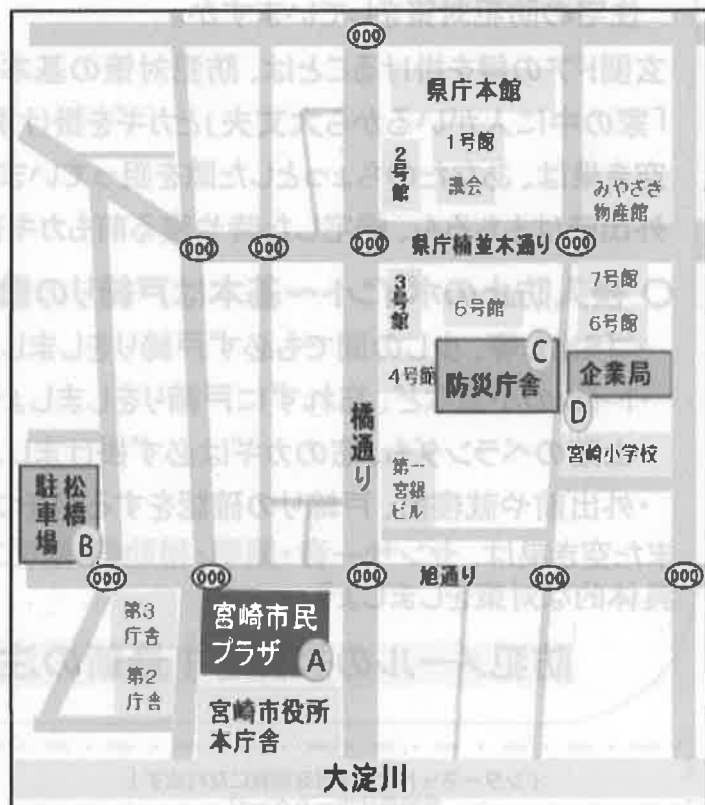 県庁本館
1号館
2号館
議会
みやざき
物産館
県庁楠並木通り
3号館
5号館
7号館
6号館
C
4号館
防災庁舎
企業局
D
橘通り
宮崎小学校
第一
宮銀
ビル
松橋
駐車場
B
旭通り
第3
庁舎
宮崎市民
プラザ
A
第2
庁舎
宮崎市役所
本庁舎
大淀川